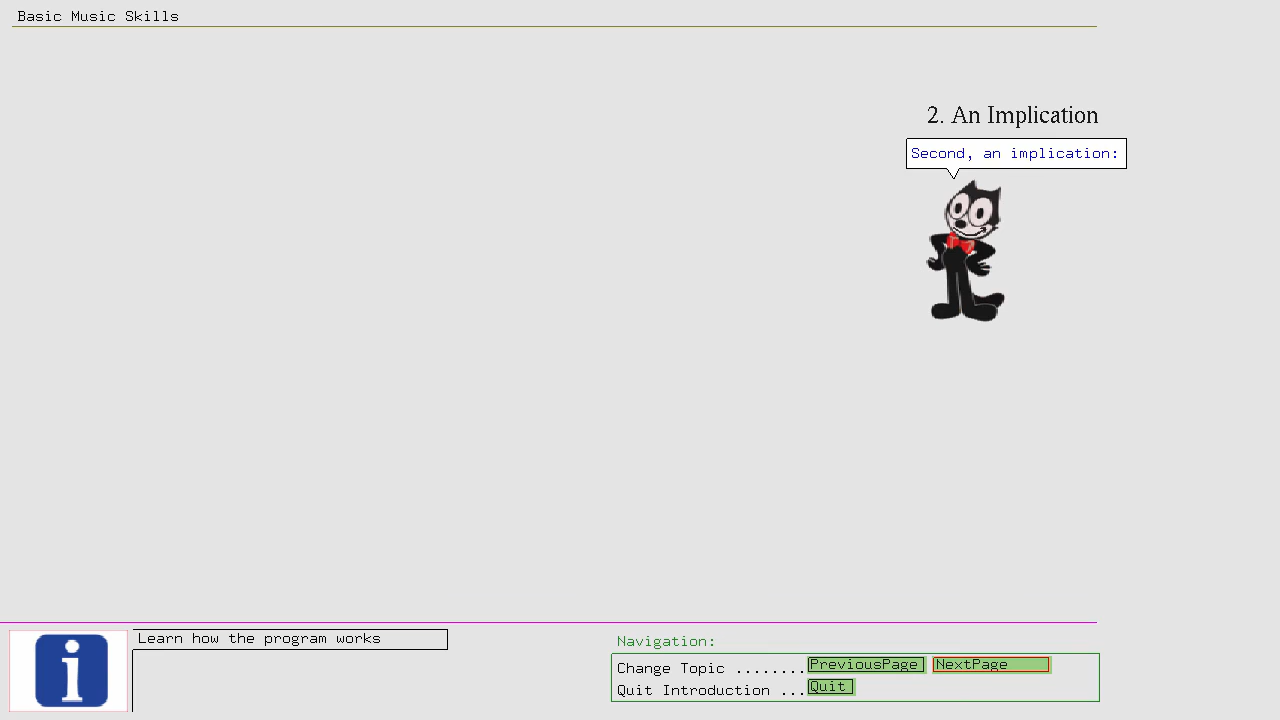 Basic Music Skills
2. An Implication
Second, an implication:
Learn how the program works
Navigation:
Change Topic ........PreviousPage NextPage
Quit Introduction ...Quit